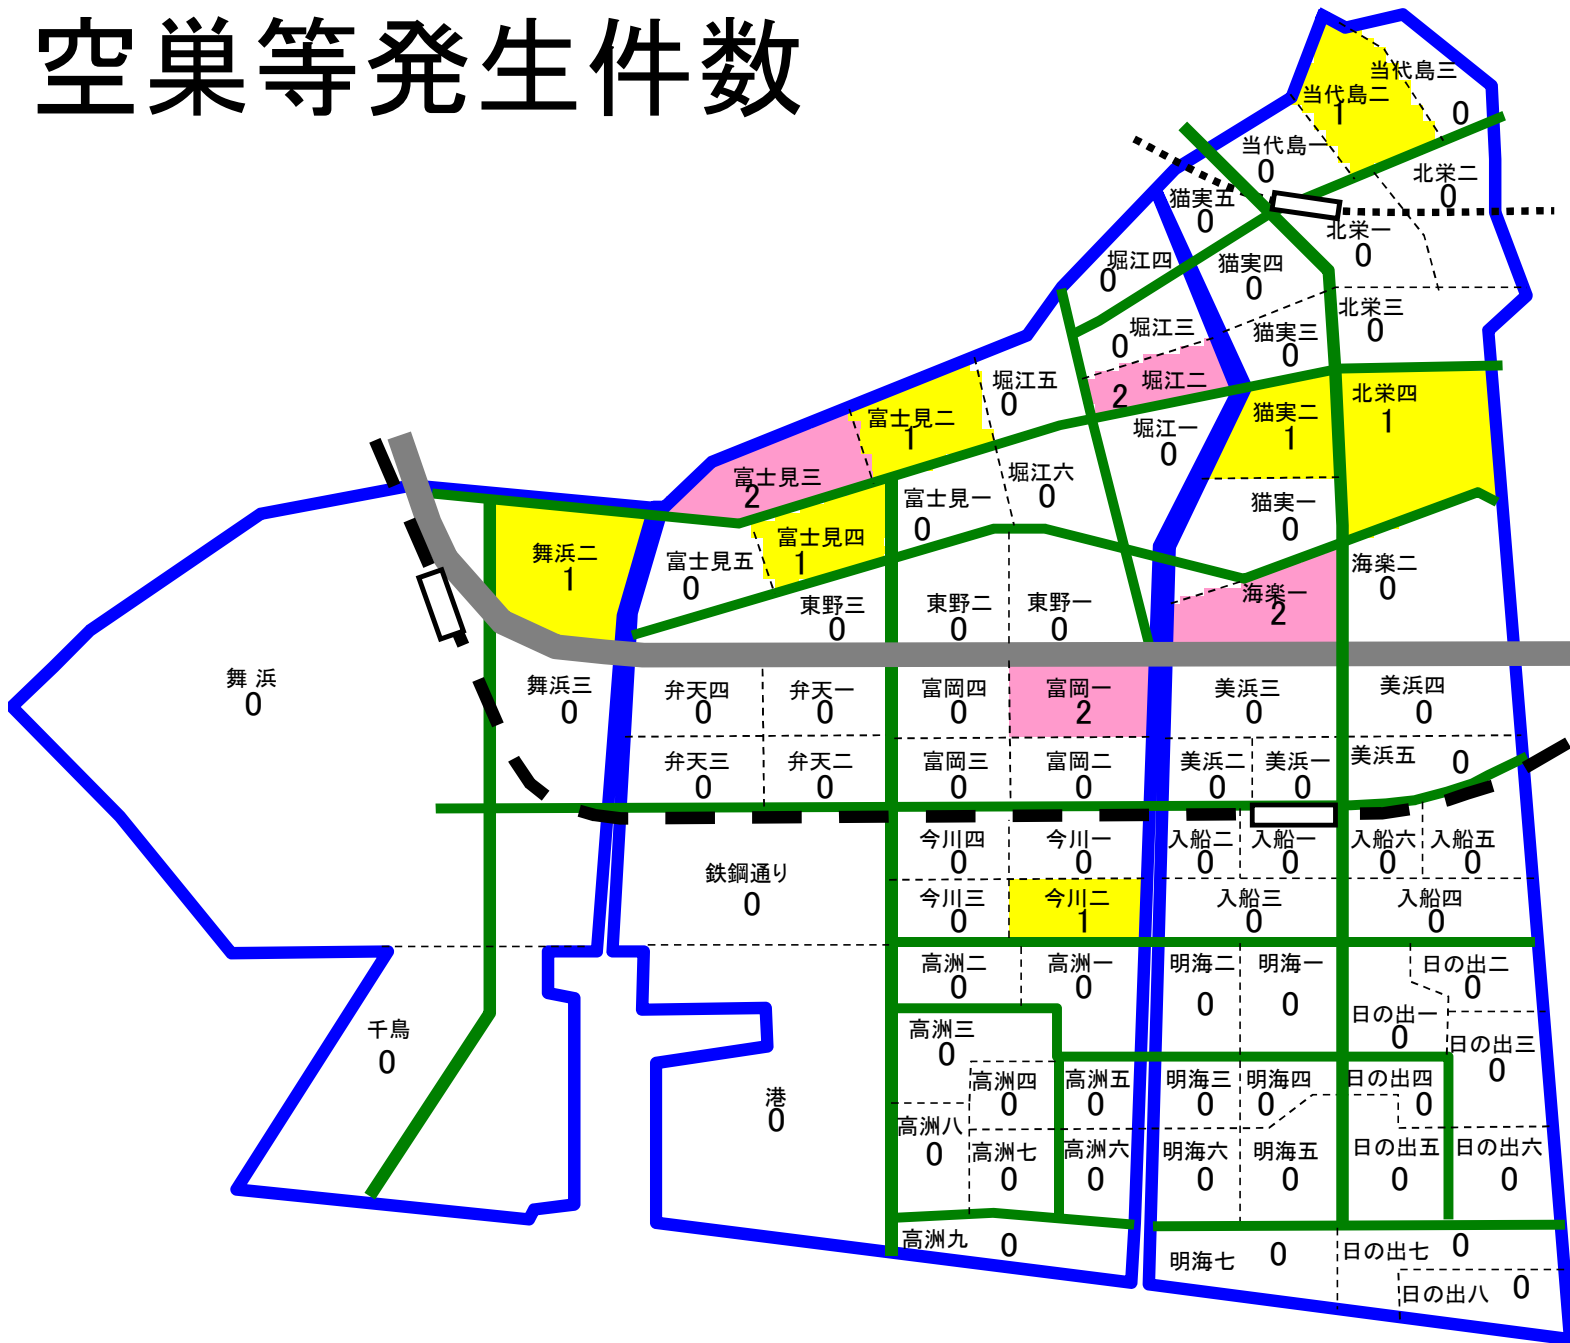 空巣等発生件数
当代島三
0
当代島二
1
当代島一
0
北栄二
0
猫実五
0
北栄一
0
堀江四
0
猫実四
0
北栄三
0
堀江三
0
猫実三
0
堀江二
2
堀江五
0
北栄四
1
猫実二
1
富士見二
1
堀江一
0
富士見三
2
堀江六
0
富士見一
0
猫実一
0
富士見四
1
舞浜二
1
富士見五
0
海楽二
0
海楽一
2
東野三
0
東野二
0
東野一
0
舞 浜
0
舞浜三
0
弁天四
0
弁天一
0
富岡四
0
富岡一
2
美浜三
0
美浜四
0
弁天三
0
弁天二
0
富岡三
0
富岡二
0
美浜二
0
美浜一
0
美浜五
0
今川四
0
今川一
0
入船二
0
入船一
0
入船六
0
入船五
0
鉄鋼通り
0
今川三
0
今川二
1
入船三
0
入船四
0
高洲二
0
高洲一
0
明海二
0
明海一
0
日の出二
0
千鳥
0
高洲三
0
日の出一
0
日の出三
0
港
0
高洲四
0
高洲五
0
明海三
0
明海四
0
日の出四
0
高洲八
0
高洲七
0
高洲六
0
明海六
0
明海五
0
日の出五
0
日の出六
0
高洲九
0
明海七
0
日の出七
0
日の出八
0